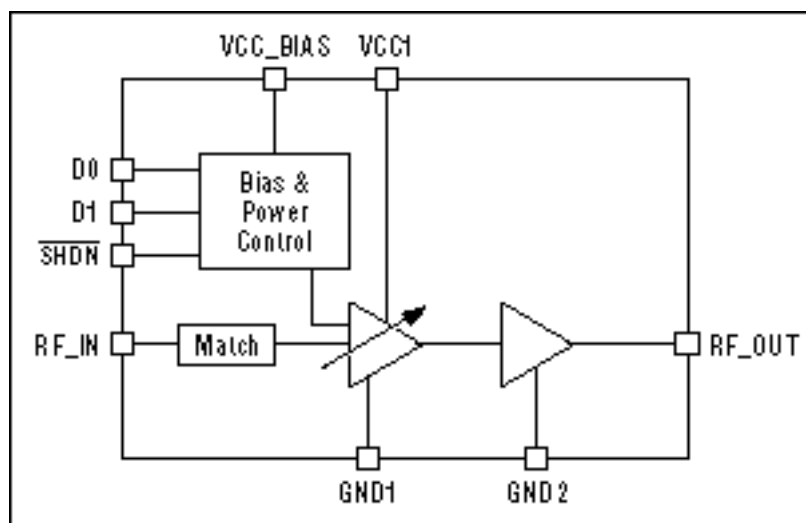 VCC_BIAS
VCC1
D0
D1
SHDN
Bias &
Power
Control
RF_IN
Match
RF_OUT
GND1
GND2